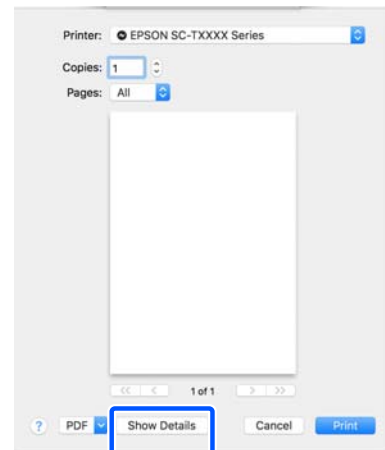 Printer: EPSON SC-TXXXX Series
Copies: 1
Pages: All
<< < 1 of 1 > >>
? PDF Show Details Cancel Print